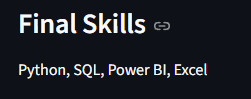 Final Skills
Python, SQL, Power BI, Excel